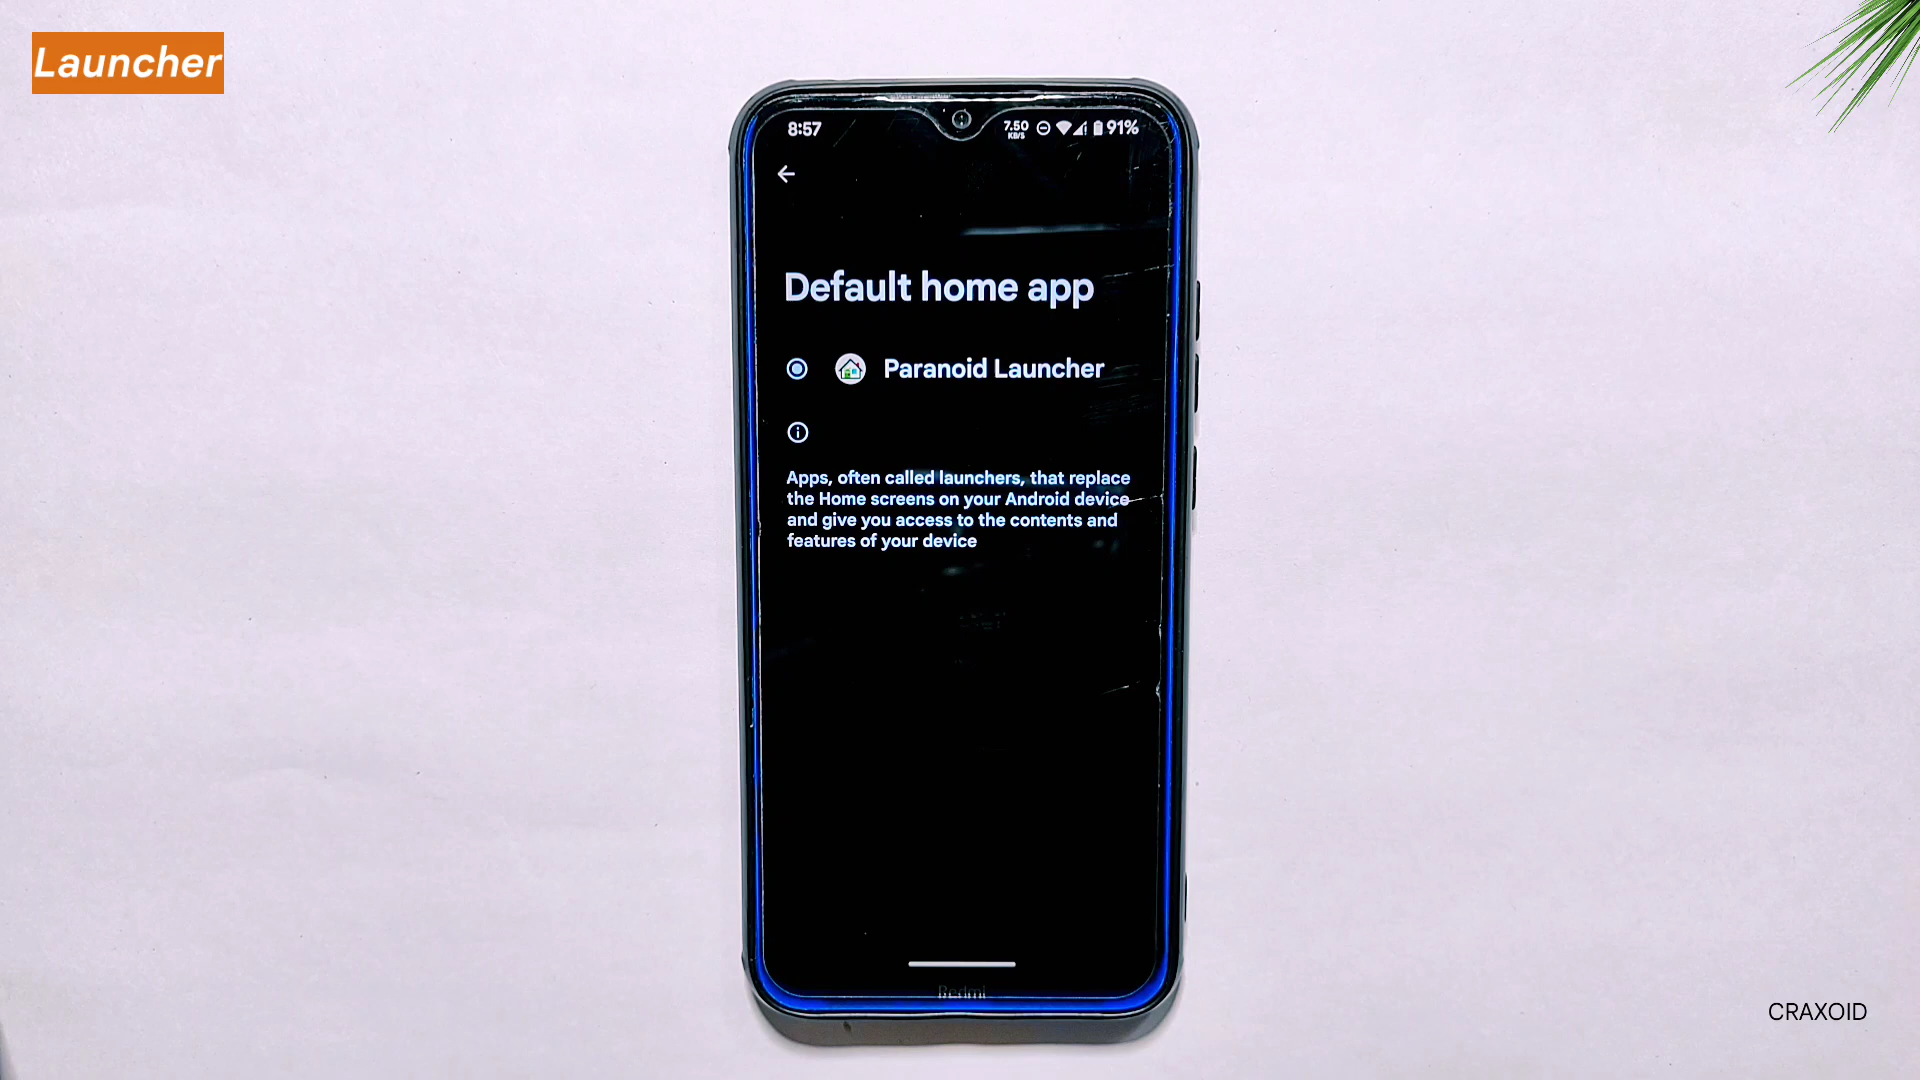 Launcher
8:57
7.50
KB/S
91%
Default home app
Paranoid Launcher
Apps, often called launchers, that replace
the Home screens on your Android device
and give you access to the contents and
features of your device
Redmi
CRAXOID